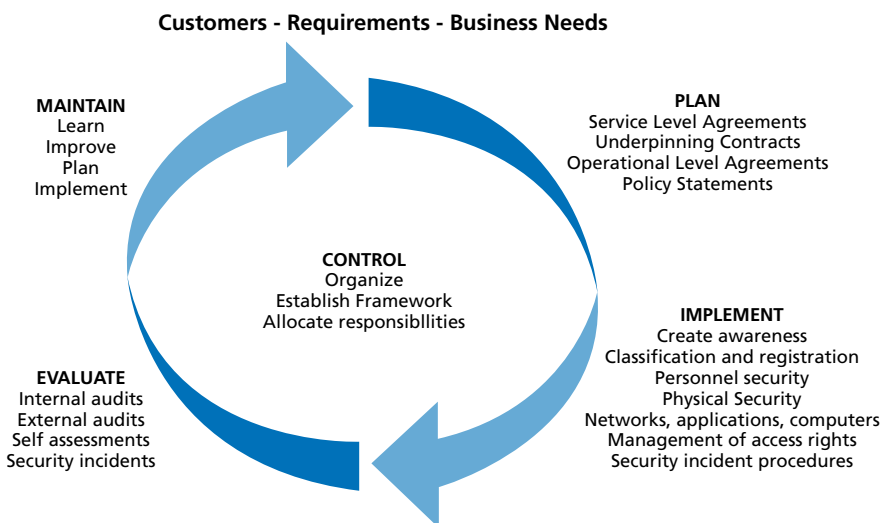 Customers - Requirements - Business Needs
MAINTAIN
Learn
Improve
Plan
Implement
PLAN
Service Level Agreements
Underpinning Contracts
Operational Level Agreements
Policy Statements
CONTROL
Organize
Establish Framework
Allocate responsibllities
EVALUATE
Internal audits
External audits
Self assessments
Security incidents
IMPLEMENT
Create awareness
Classification and registration
Personnel security
Physical Security
Networks, applications, computers
Management of access rights
Security incident procedures